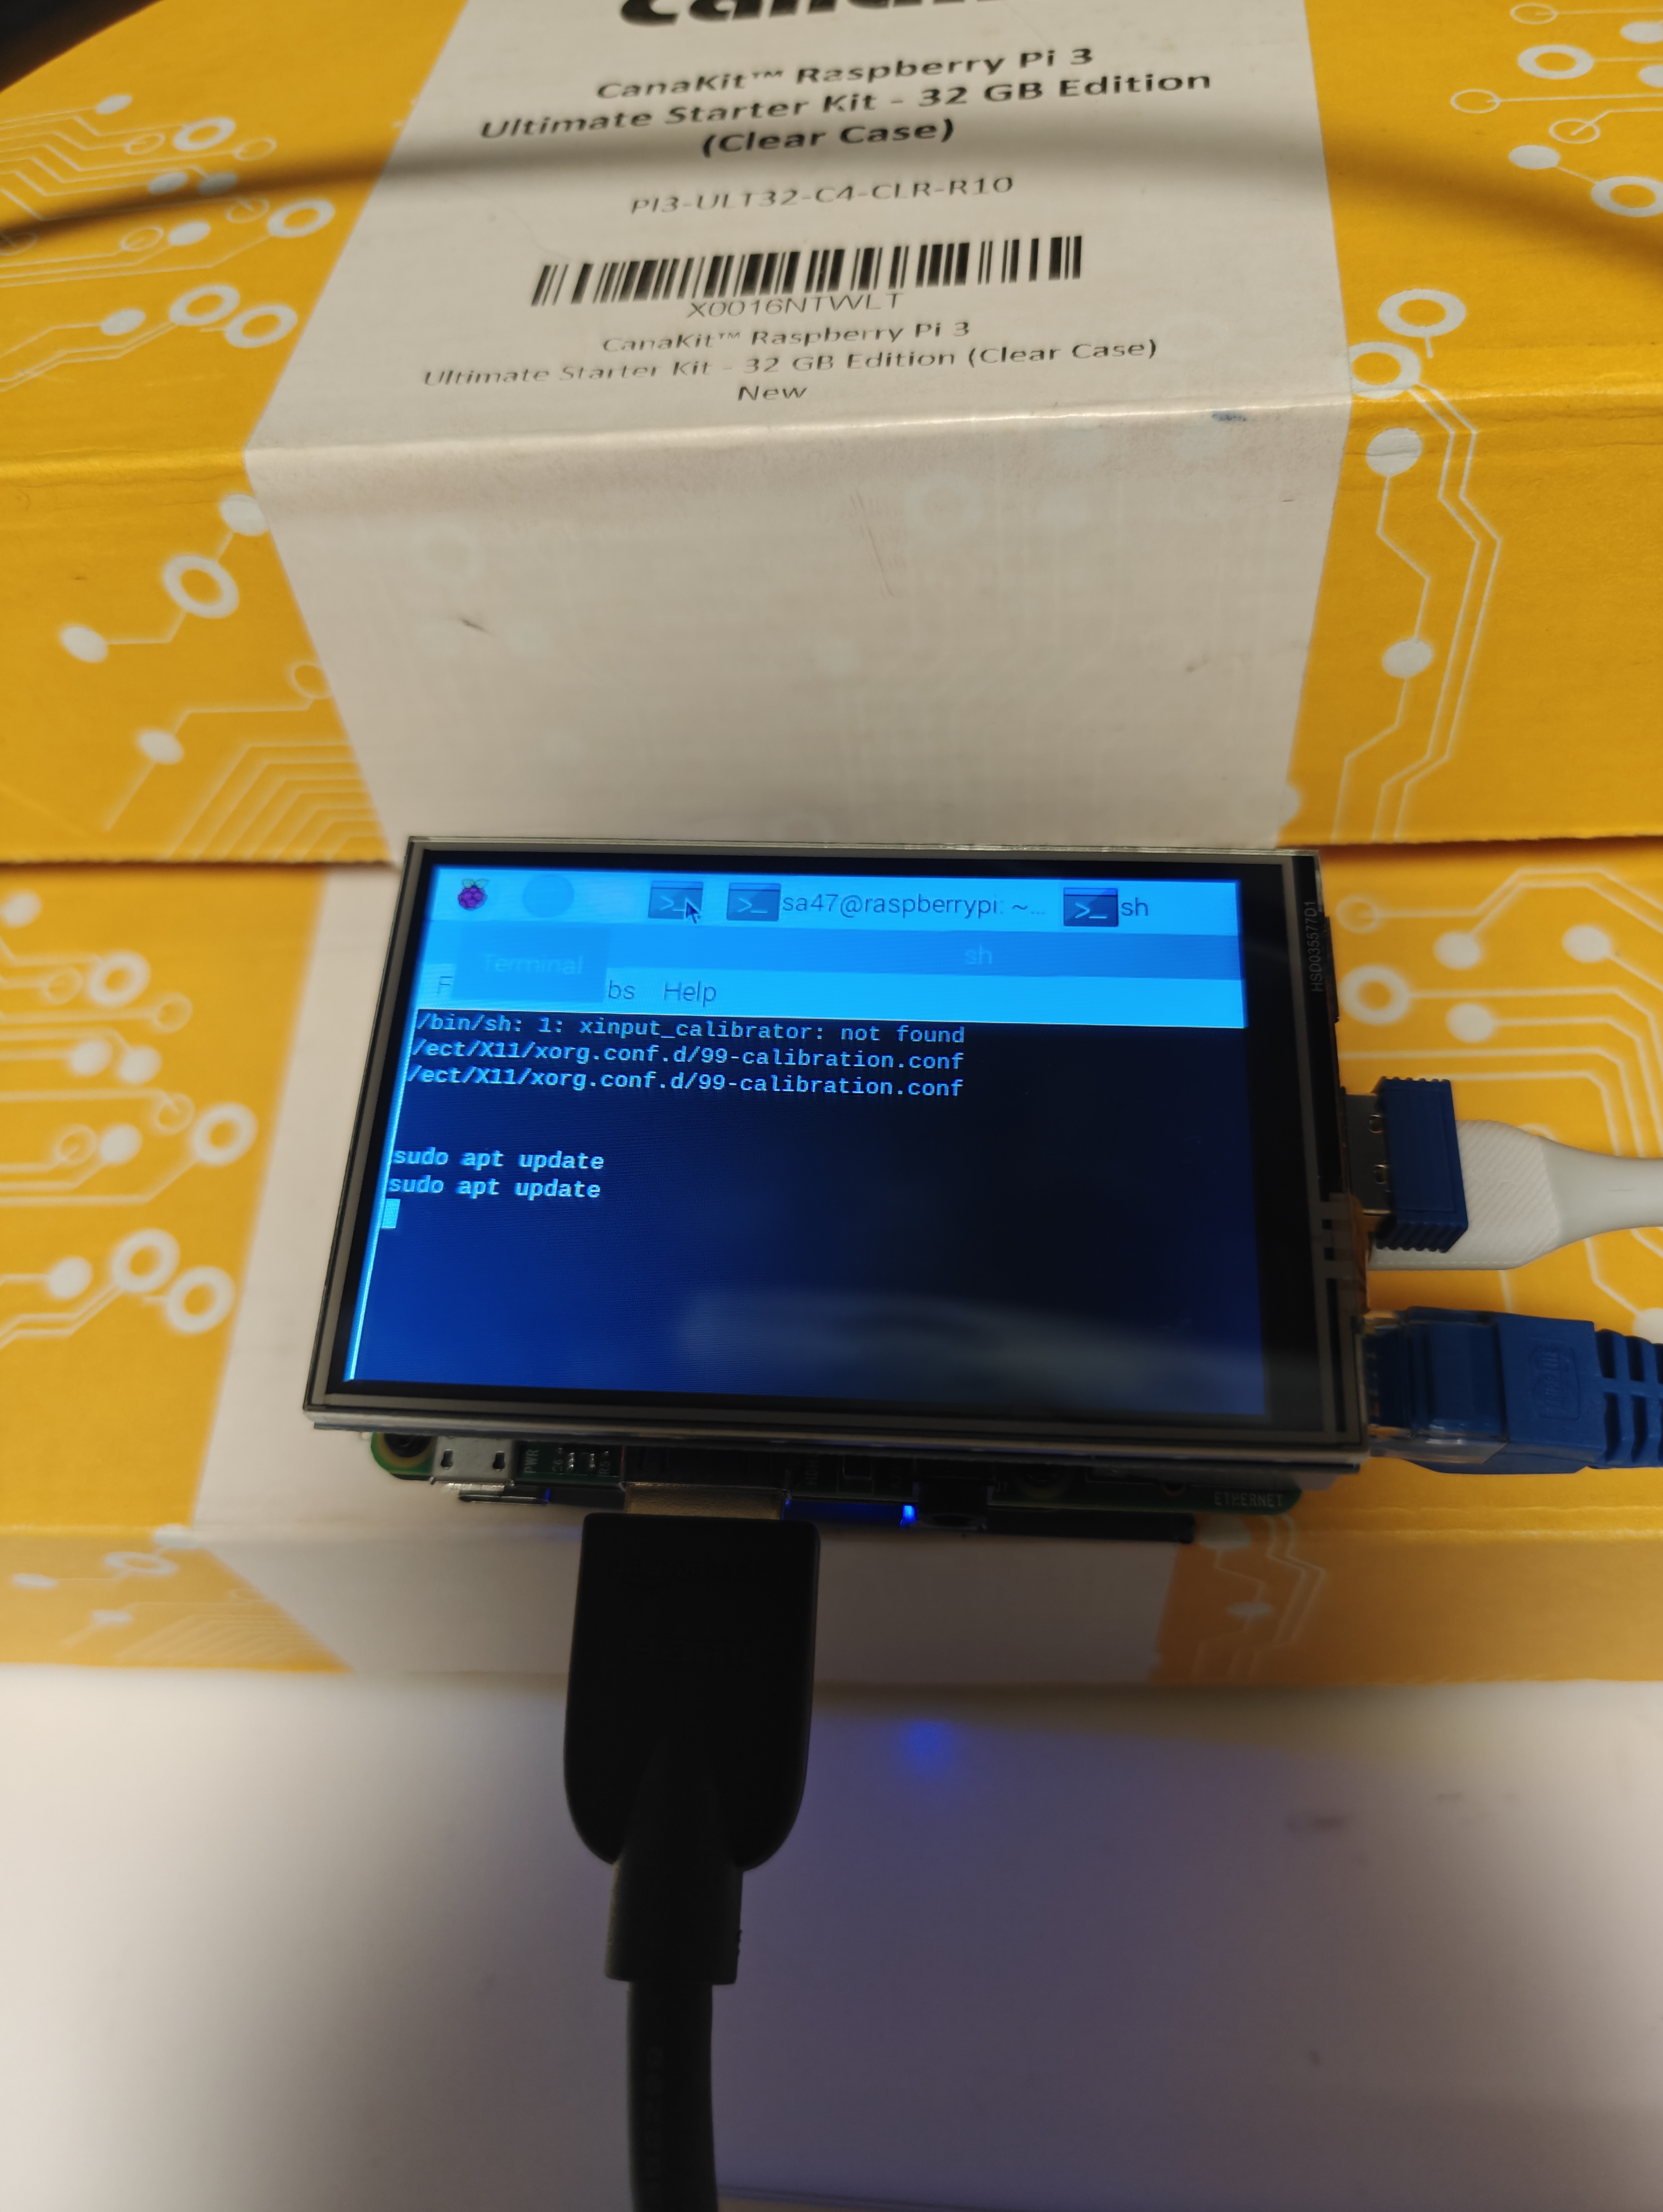 CanaKit™ Raspberry Pi 3
Ultimate Starter Kit - 32 GB Edition
(Clear Case)
PI3-ULT32-C4-CLR-R10
X0016NTWLT
CanaKit™ Raspberry Pi 3
Ultimate Starter Kit - 32 GB Edition (Clear Case)
New
sa47@raspberrypi: ~...
sh
sh
Terminal
F
bs Help
/bin/sh: 1: xinput_calibrator: not found
/ect/X11/xorg.conf.d/99-calibration.conf
/ect/X11/xorg.conf.d/99-calibration.conf
sudo apt update
sudo apt update
HSD035577D1
PWR
ETHERNET